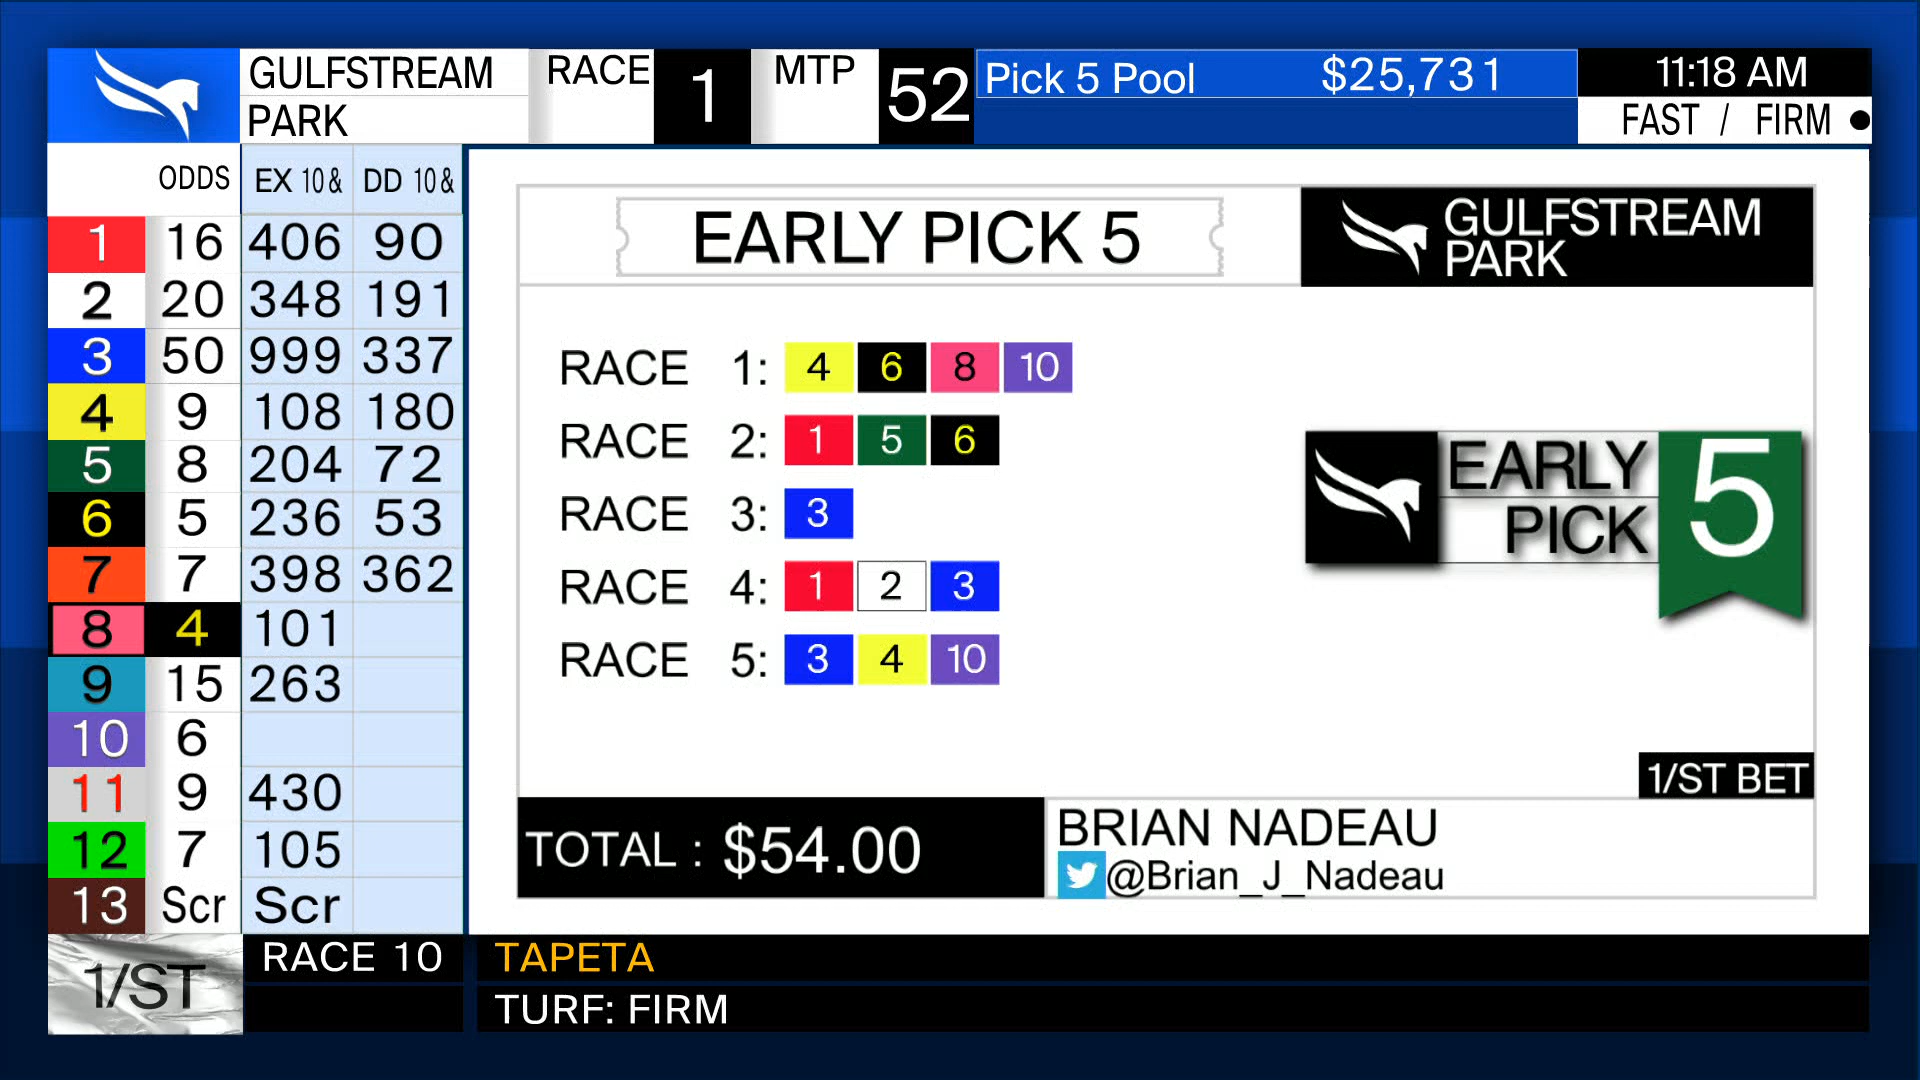 GULFSTREAM PARK RACE 1 MTP 52 Pick 5 Pool $25,731 11:18 AM
FAST / FIRM
ODDS EX 10& DD 10&
1 16 406 90
2 20 348 191
3 50 999 337
4 9 108 180
5 8 204 72
6 5 236 53
7 7 398 362
8 4 101
9 15 263
10 6
11 9 430
12 7 105
13 Scr Scr
EARLY PICK 5
GULFSTREAM
PARK
RACE 1: 4 6 8 10
RACE 2: 1 5 6
RACE 3: 3
RACE 4: 1 2 3
RACE 5: 3 4 10
EARLY
PICK
5
1/ST BET
TOTAL : $54.00
BRIAN NADEAU
@Brian_J_Nadeau
1/ST
RACE 10
TAPETA
TURF: FIRM